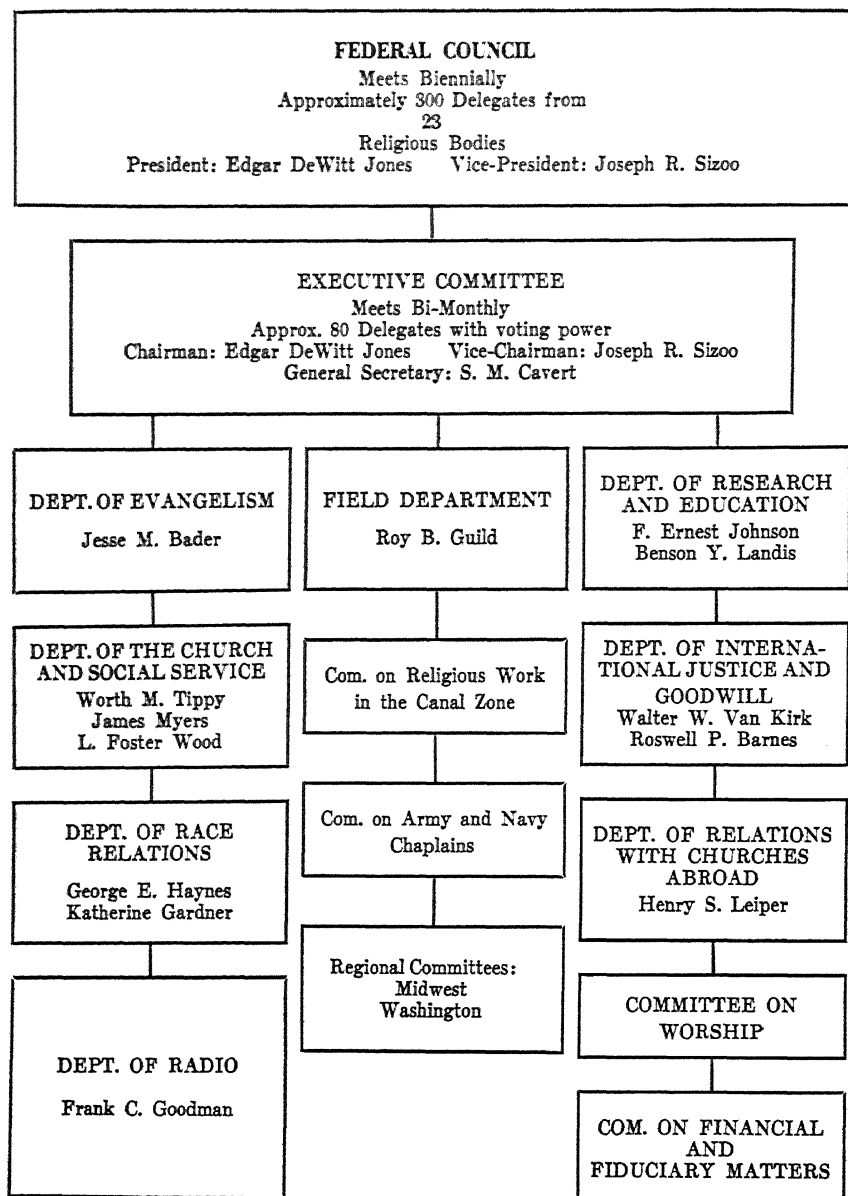 FEDERAL COUNCIL
Meets Biennially
Approximately 300 Delegates from
23
Religious Bodies
President: Edgar DeWitt Jones Vice-President: Joseph R. Sizoo
EXECUTIVE COMMITTEE
Meets Bi-Monthly
Approx. 80 Delegates with voting power
Chairman: Edgar DeWitt Jones Vice-Chairman: Joseph R. Sizoo
General Secretary: S. M. Cavert
DEPT. OF EVANGELISM
Jesse M. Bader
FIELD DEPARTMENT
Roy B. Guild
DEPT. OF RESEARCH
AND EDUCATION
F. Ernest Johnson
Benson Y. Landis
DEPT. OF THE CHURCH
AND SOCIAL SERVICE
Worth M. Tippy
James Myers
L. Foster Wood
Com. on Religious Work
in the Canal Zone
DEPT. OF INTERNA-
TIONAL JUSTICE AND
GOODWILL
Walter W. Van Kirk
Roswell P. Barnes
DEPT. OF RACE
RELATIONS
George E. Haynes
Katherine Gardner
Com. on Army and Navy
Chaplains
DEPT. OF RELATIONS
WITH CHURCHES
ABROAD
Henry S. Leiper
DEPT. OF RADIO
Frank C. Goodman
Regional Committees:
Midwest
Washington
COMMITTEE ON
WORSHIP
COM. ON FINANCIAL
AND
FIDUCIARY MATTERS